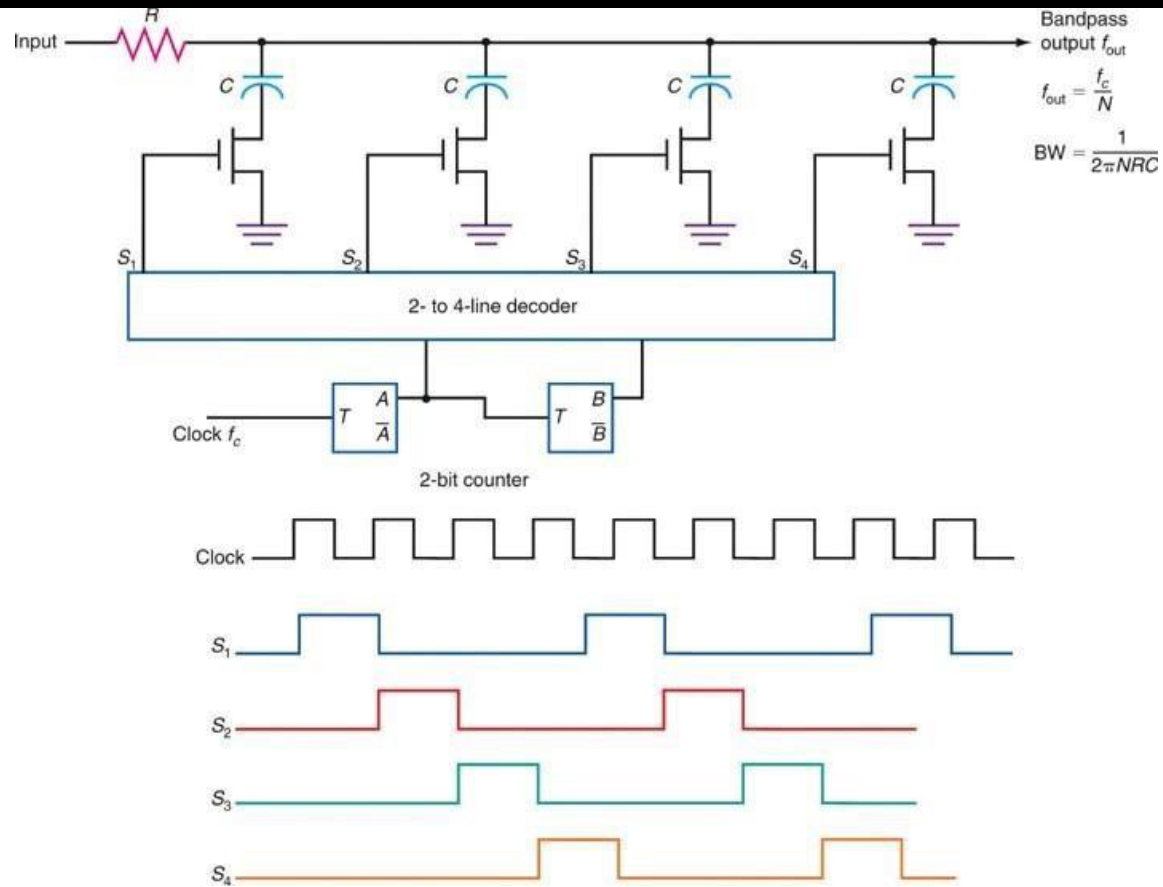 R
Input
Bandpass
output f_out
f_out = f_c / N
BW = 1 / 2πNRC
C C C C
S₁ S₂ S₃ S₄
2- to 4-line decoder
T A A̅
T B B̅
Clock f_c
2-bit counter
Clock
S₁
S₂
S₃
S₄